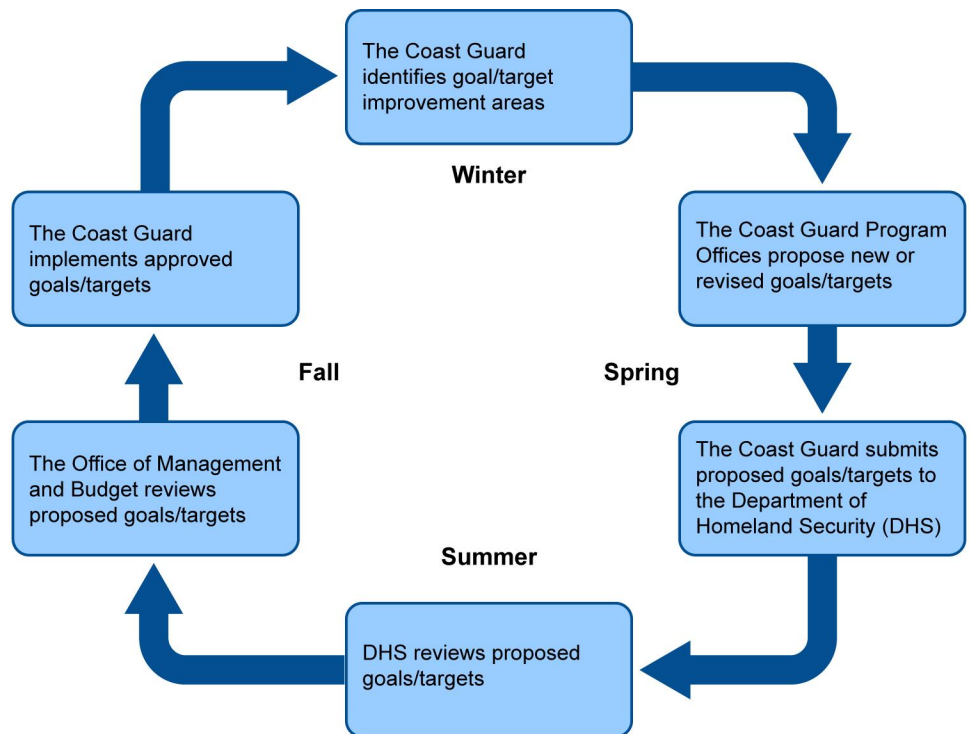 The Coast Guard
identifies goal/target
improvement areas
Winter
The Coast Guard Program
Offices propose new or
revised goals/targets
Spring
The Coast Guard submits
proposed goals/targets to
the Department of
Homeland Security (DHS)
Summer
DHS reviews proposed
goals/targets
The Office of Management
and Budget reviews
proposed goals/targets
Fall
The Coast Guard
implements approved
goals/targets